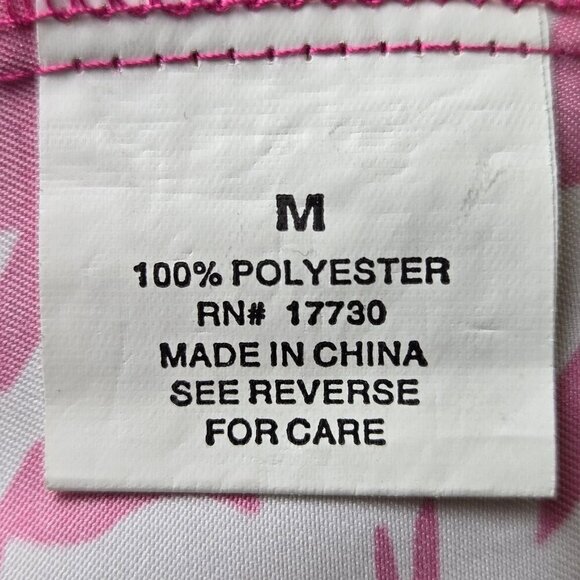 M
100% POLYESTER
RN# 17730
MADE IN CHINA
SEE REVERSE
FOR CARE